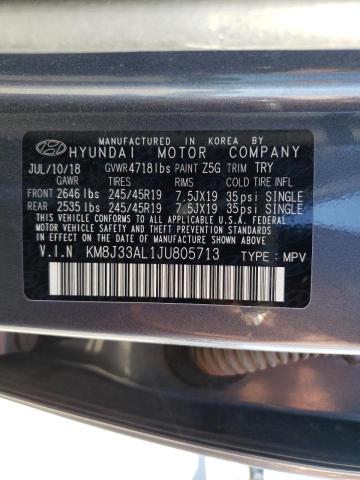 MANUFACTURED IN KOREA BY
HYUNDAI MOTOR COMPANY
JUL/10/18 GVWR 4718lbs PAINT Z5G TRIM TRY
GAWR TIRES RIMS COLD TIRE INFL
FRONT 2646 lbs 245/45R19 7.5JX19 35psi SINGLE
REAR 2535 lbs 245/45R19 7.5JX19 35psi SINGLE
THIS VEHICLE CONFORMS TO ALL APPLICABLE U.S.A FEDERAL
MOTOR VEHICLE SAFETY, BUMPER, AND THEFT PREVENTION
STANDARDS IN EFFECT ON THE DATE OF MANUFACTURE SHOWN ABOVE.
V.I.N KM8J33AL1JU805713 TYPE : MPV